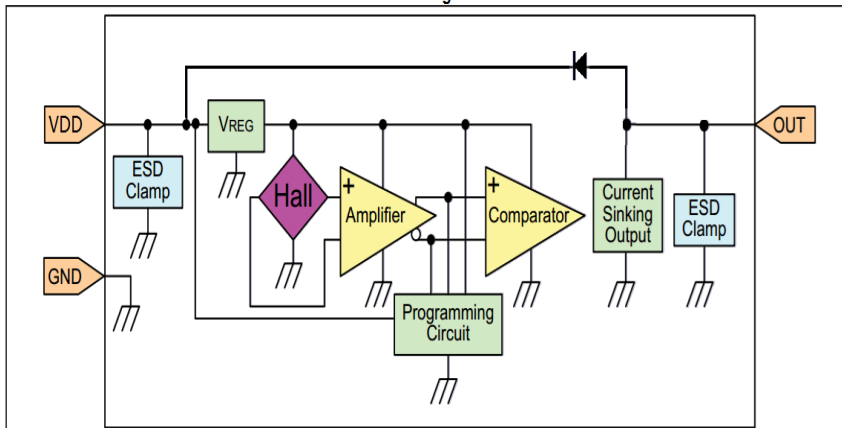 VDD
ESD
Clamp
GND
VREG
Hall
+
Amplifier
+
Comparator
Programming
Circuit
Current
Sinking
Output
ESD
Clamp
OUT